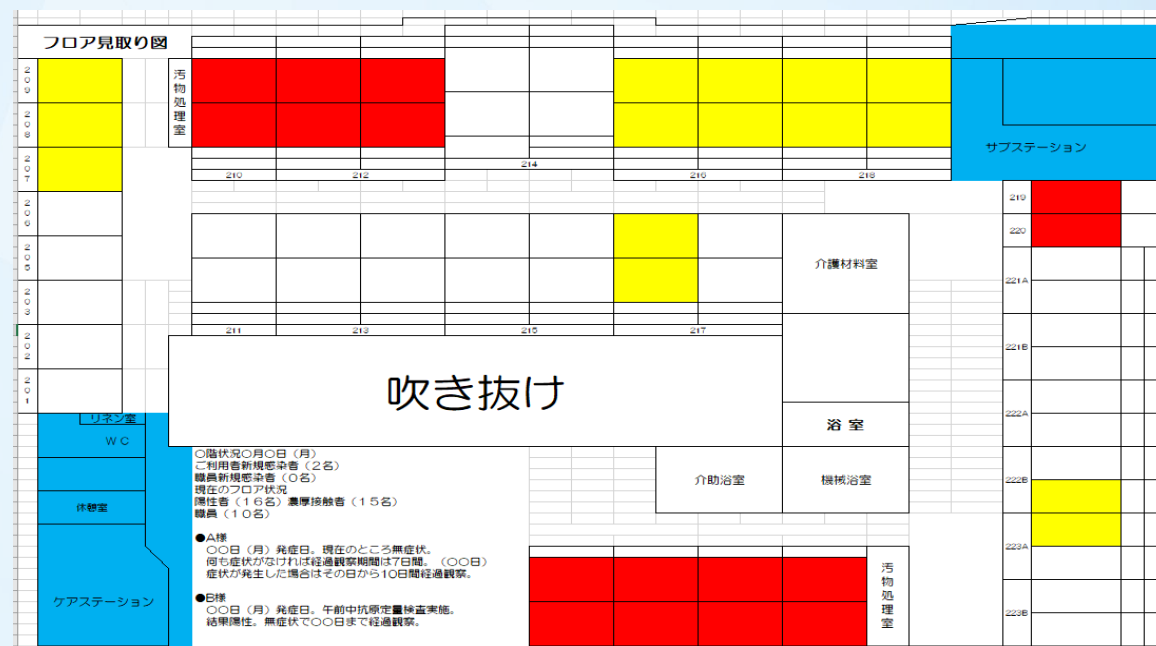 フロア見取り図
209
208
207
206
205
203
202
201
汚物処理室
210
212
214
216
218
サブステーション
219
220
221A
221B
222A
222B
223A
223B
介護材料室
211
213
215
217
吹き抜け
浴室
介助浴室
機械浴室
リネン室
WC
休憩室
ケアステーション
〇階状況〇月〇日（月）
ご利用者新規感染者（２名）
職員新規感染者（０名）
現在のフロア状況
陽性者（１６名）濃厚接触者（１５名）
職員（１０名）
●A様
〇〇日（月）発症日。現在のところ無症状。
何も症状がなければ経過観察期間は7日間。（〇〇日）
症状が発生した場合はその日から10日間経過観察。
●B様
〇〇日（月）発症日。午前中抗原定量検査実施。
結果陽性。無症状で〇〇日まで経過観察。
汚物処理室